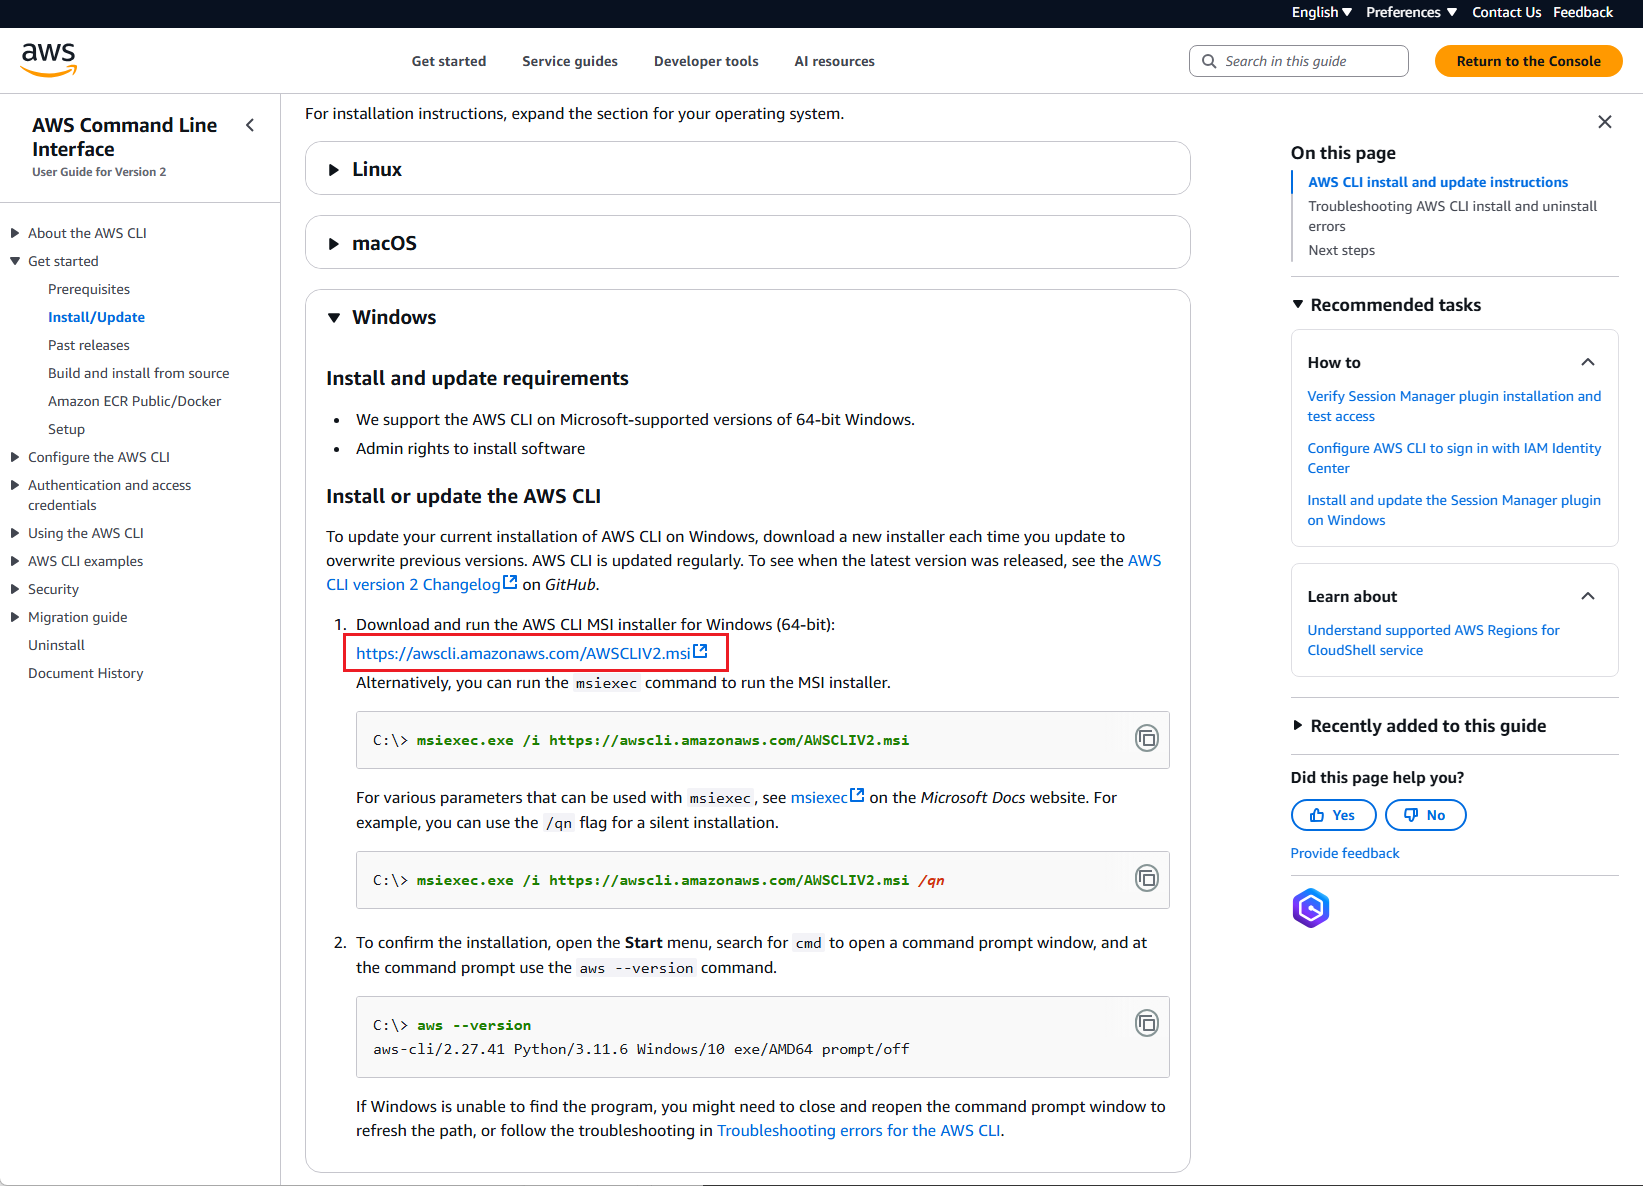 English Preferences Contact Us Feedback
aws
Get started Service guides Developer tools AI resources
Search in this guide
Return to the Console
AWS Command Line
Interface
User Guide for Version 2
About the AWS CLI
Get started
Prerequisites
Install/Update
Past releases
Build and install from source
Amazon ECR Public/Docker
Setup
Configure the AWS CLI
Authentication and access
credentials
Using the AWS CLI
AWS CLI examples
Security
Migration guide
Uninstall
Document History
For installation instructions, expand the section for your operating system.
Linux
macOS
Windows
Install and update requirements
• We support the AWS CLI on Microsoft-supported versions of 64-bit Windows.
• Admin rights to install software
Install or update the AWS CLI
To update your current installation of AWS CLI on Windows, download a new installer each time you update to
overwrite previous versions. AWS CLI is updated regularly. To see when the latest version was released, see the AWS
CLI version 2 Changelog on GitHub.
1. Download and run the AWS CLI MSI installer for Windows (64-bit):
https://awscli.amazonaws.com/AWSCLIV2.msi
Alternatively, you can run the msiexec command to run the MSI installer.
C:\> msiexec.exe /i https://awscli.amazonaws.com/AWSCLIV2.msi
For various parameters that can be used with msiexec, see msiexec on the Microsoft Docs website. For
example, you can use the /qn flag for a silent installation.
C:\> msiexec.exe /i https://awscli.amazonaws.com/AWSCLIV2.msi /qn
2. To confirm the installation, open the Start menu, search for cmd to open a command prompt window, and at
the command prompt use the aws --version command.
C:\> aws --version
aws-cli/2.27.41 Python/3.11.6 Windows/10 exe/AMD64 prompt/off
If Windows is unable to find the program, you might need to close and reopen the command prompt window to
refresh the path, or follow the troubleshooting in Troubleshooting errors for the AWS CLI.
On this page
AWS CLI install and update instructions
Troubleshooting AWS CLI install and uninstall
errors
Next steps
Recommended tasks
How to
Verify Session Manager plugin installation and
test access
Configure AWS CLI to sign in with IAM Identity
Center
Install and update the Session Manager plugin
on Windows
Learn about
Understand supported AWS Regions for
CloudShell service
Recently added to this guide
Did this page help you?
Yes No
Provide feedback